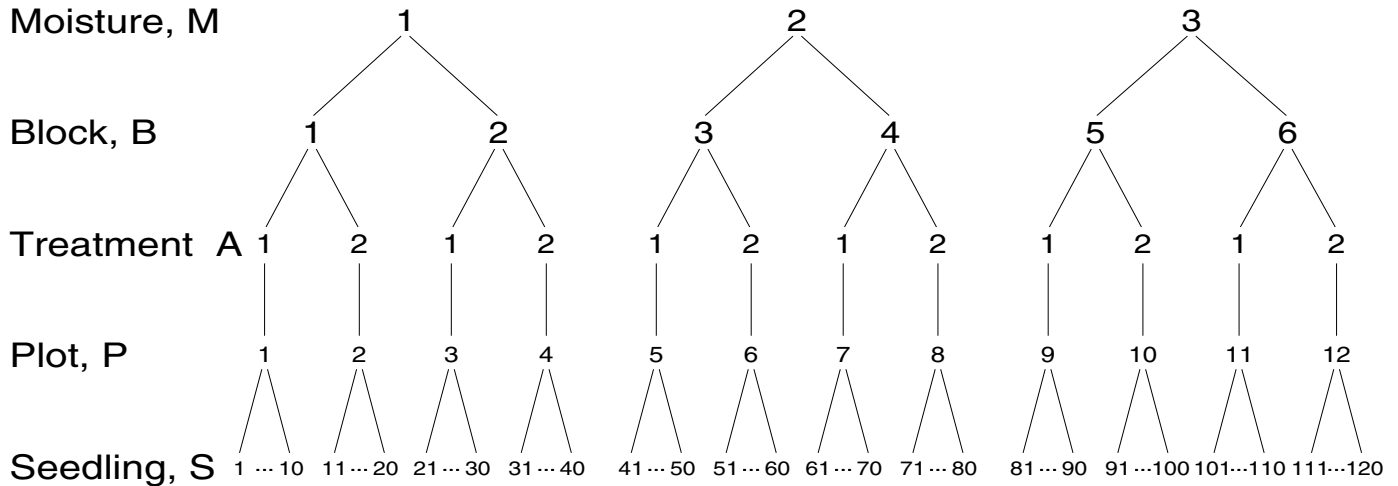 Moisture, M 1 2 3
Block, B 1 2 3 4 5 6
Treatment A 1 2 1 2 1 2 1 2 1 2 1 2
Plot, P 1 2 3 4 5 6 7 8 9 10 11 12
Seedling, S 1 ... 10 11 ... 20 21 ... 30 31 ... 40 41 ... 50 51 ... 60 61 ... 70 71 ... 80 81 ... 90 91 ... 100 101...110 111...120